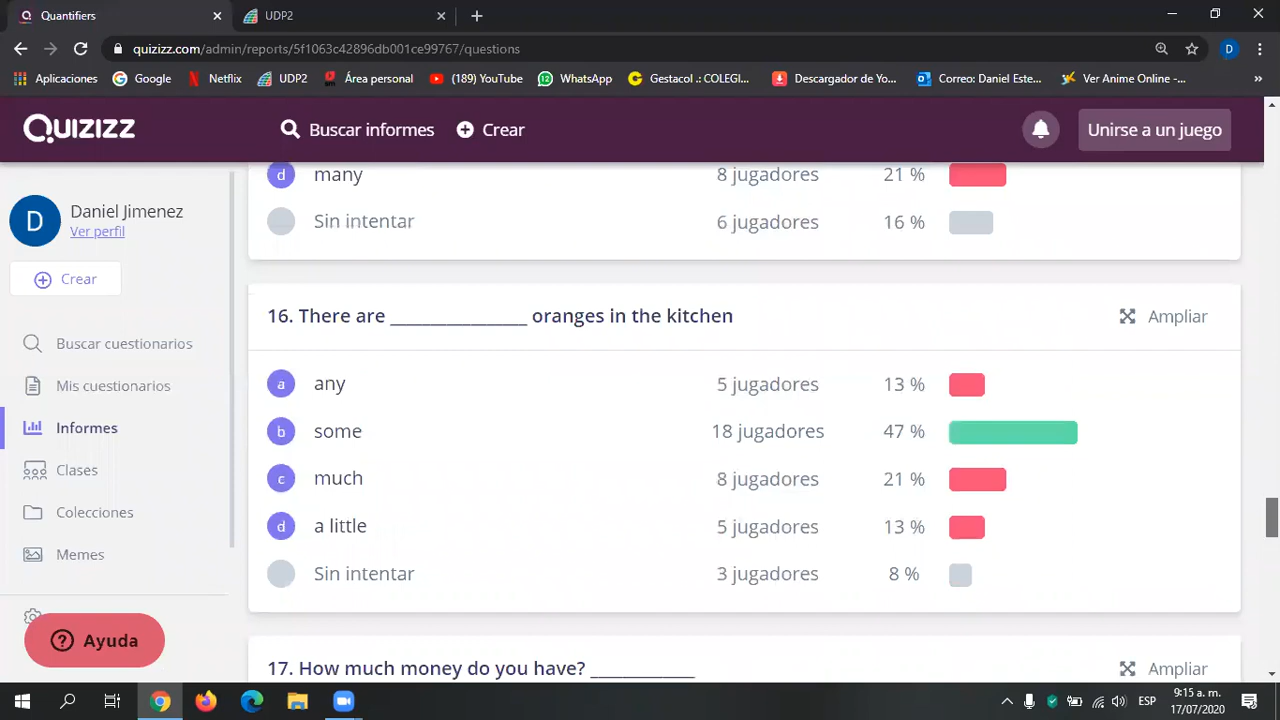 Quantifiers
UDP2
quizizz.com/admin/reports/5f1063c42896db001ce99767/questions
D
Aplicaciones
Google
Netflix
UDP2
Área personal
(189) YouTube
12
WhatsApp
Gestacol .: COLEGI...
Descargador de Yo...
Correo: Daniel Este...
Ver Anime Online -...
»
Quizizz
Buscar informes
Crear
Unirse a un juego
D
Daniel Jimenez
Ver perfil
Crear
Buscar cuestionarios
Mis cuestionarios
Informes
Clases
Colecciones
Memes
Ayuda
d many 8 jugadores 21 %
Sin intentar 6 jugadores 16 %
16. There are ________________ oranges in the kitchen
Ampliar
a any 5 jugadores 13 %
b some 18 jugadores 47 %
c much 8 jugadores 21 %
d a little 5 jugadores 13 %
Sin intentar 3 jugadores 8 %
17. How much money do you have? ____________
Ampliar
ESP
9:15 a. m.
17/07/2020